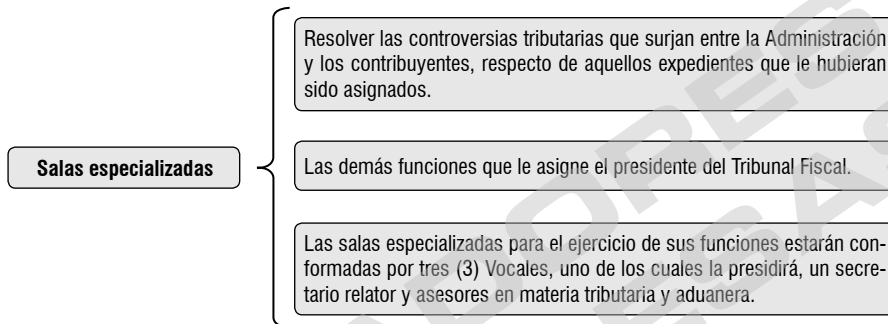 Resolver las controversias tributarias que surjan entre la Administración
y los contribuyentes, respecto de aquellos expedientes que le hubieran
sido asignados.
Salas especializadas
Las demás funciones que le asigne el presidente del Tribunal Fiscal.
Las salas especializadas para el ejercicio de sus funciones estarán con-
formadas por tres (3) Vocales, uno de los cuales la presidirá, un secre-
tario relator y asesores en materia tributaria y aduanera.